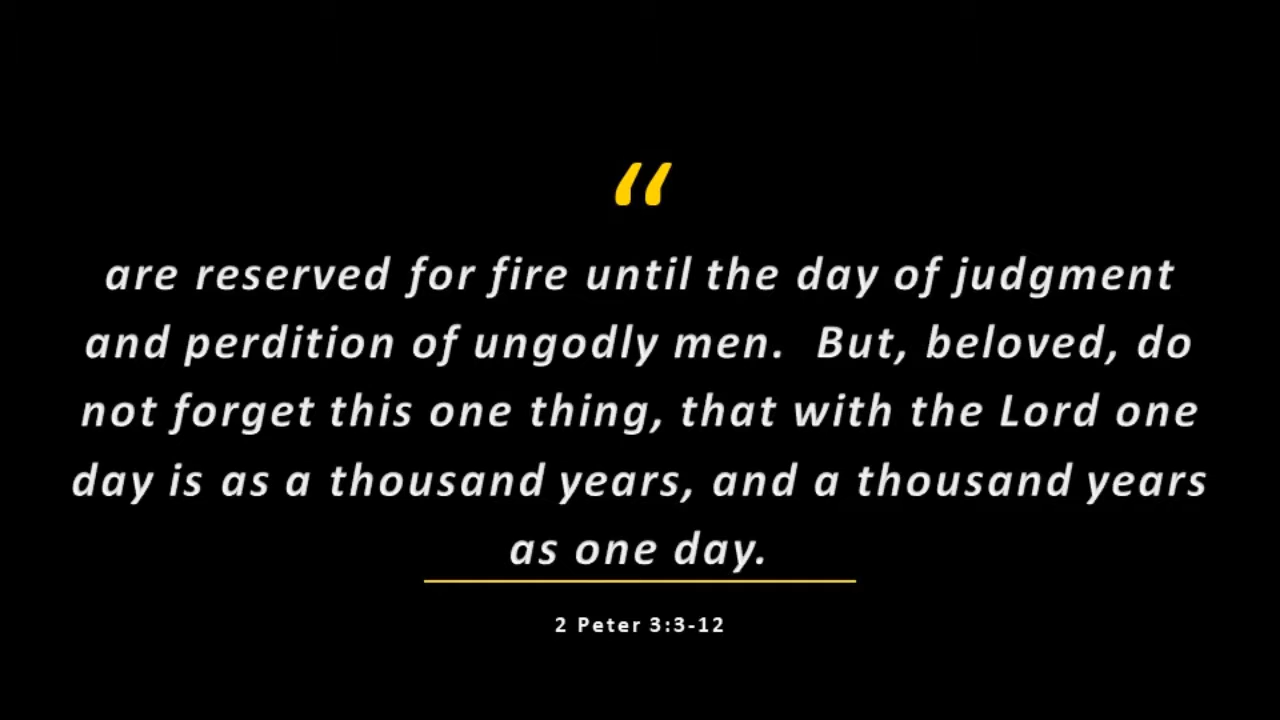 “
are reserved for fire until the day of judgment
and perdition of ungodly men.  But, beloved, do
not forget this one thing, that with the Lord one
day is as a thousand years, and a thousand years
as one day.
2 Peter 3:3-12